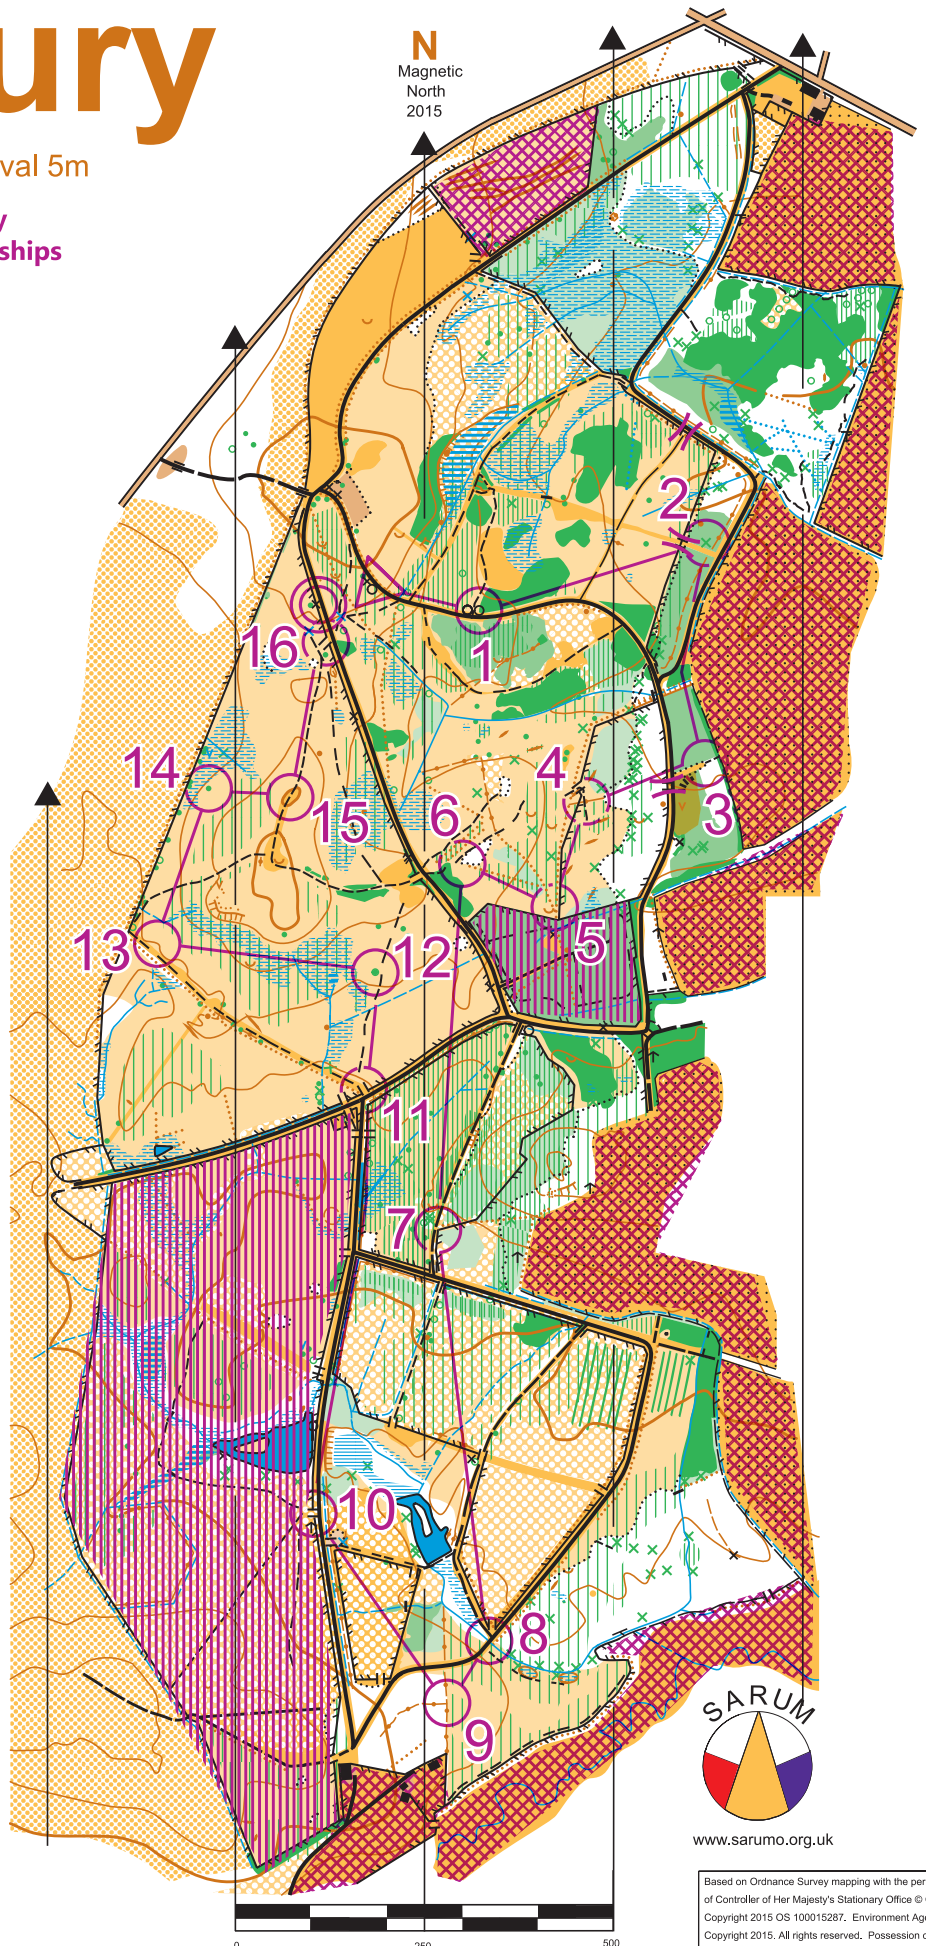 ury
N
Magnetic
North
2015
val 5m
y
ships
2
1
16
4
14
6
3
15
5
12
13
11
7
10
8
9
SARUM
www.sarumo.org.uk
Based on Ordnance Survey mapping with the per
of Controller of Her Majesty's Stationary Office ©
Copyright 2015 OS 100015287. Environment Age
Copyright 2015. All rights reserved. Possession o
0 250 500